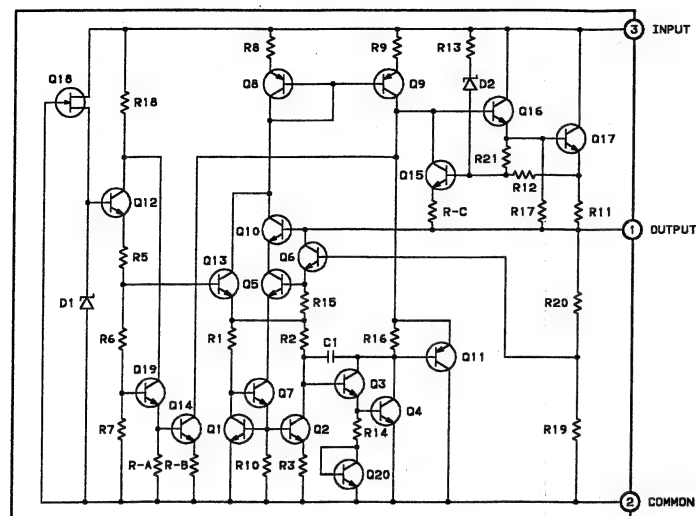 3 INPUT
R8
R9
R13
Q18
Q8
Q9
D2
R18
Q16
Q17
R21
Q15
R12
Q12
R-C
R17
R11
Q10
1 OUTPUT
R5
Q13
Q6
Q5
D1
R15
R20
R6
R1
R2
R16
C1
Q11
Q19
Q7
Q3
Q14
Q4
R7
Q1
Q2
R14
R19
R-A
R-B
R10
R3
Q20
2 COMMON